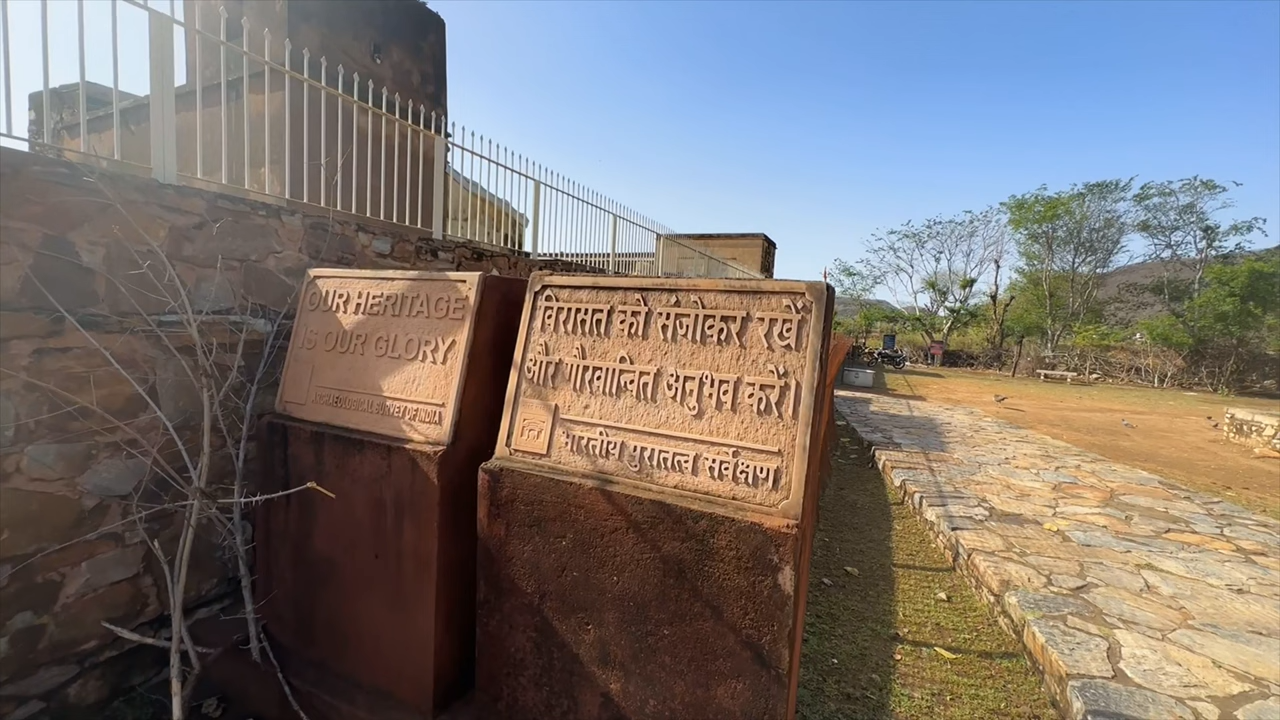 OUR HERITAGE
IS OUR GLORY
ARCHAEOLOGICAL SURVEY OF INDIA
विरासत को संजोकर रखें
और गौरवान्वित अनुभव करें।
भारतीय पुरातत्व सर्वेक्षण